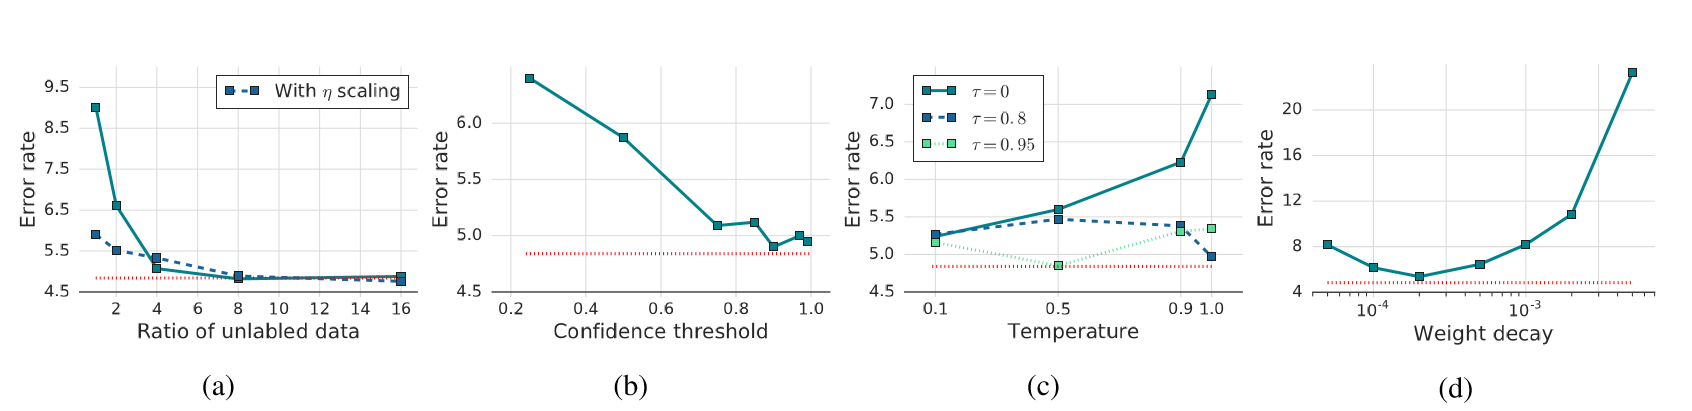 Error rate
9.5
8.5
7.5
6.5
5.5
4.5
2 4 6 8 10 12 14 16
Ratio of unlabled data
With η scaling
(a)
Error rate
6.0
5.5
5.0
4.5
0.2 0.4 0.6 0.8 1.0
Confidence threshold
(b)
Error rate
7.0
6.5
6.0
5.5
5.0
4.5
0.1 0.5 0.9 1.0
Temperature
τ = 0
τ = 0.8
τ = 0.95
(c)
Error rate
20
16
12
8
4
10⁻⁴ 10⁻³
Weight decay
(d)